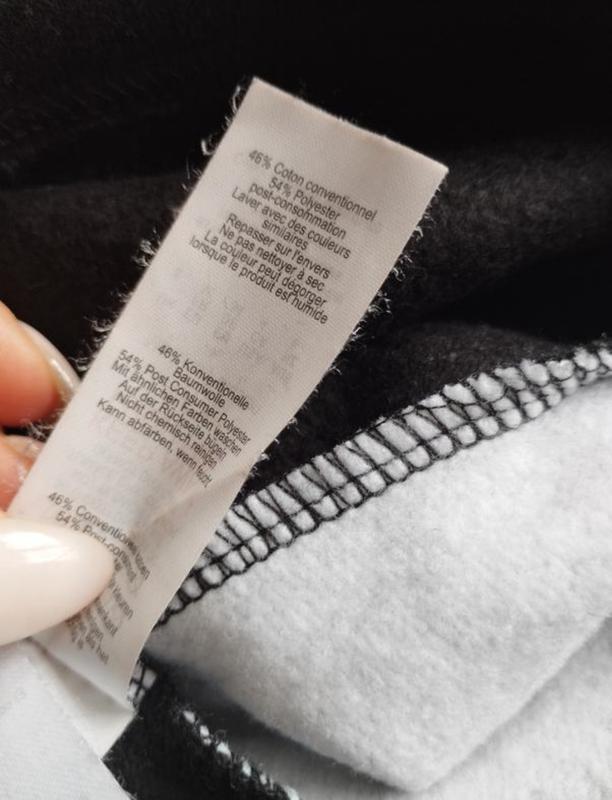 46% Coton conventionnel
54% Polyester
post-consommation
Laver avec des couleurs
similaires
Repasser sur l'envers
Ne pas nettoyer à sec
La couleur peut dégorger
lorsque le produit est humide
46% Konventionelle
Baumwolle
54% Post Consumer Polyester
Mit ähnlichen Farben waschen
Auf der Rückseite bügeln
Nicht chemisch reinigen
Kann abfärben, wenn feucht
46%
54%